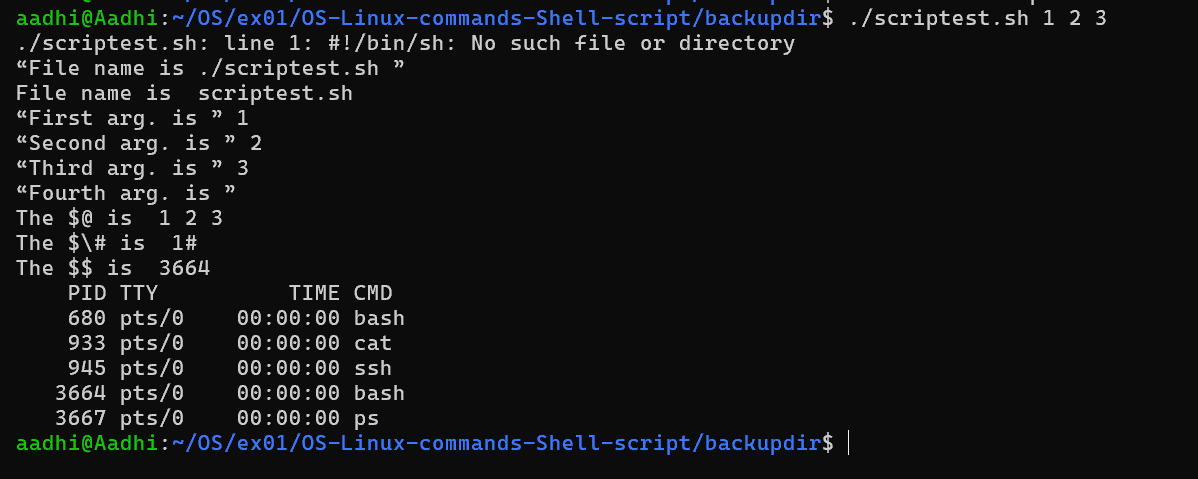 aadhi@Aadhi:~/OS/ex01/OS-Linux-commands-Shell-script/backupdir$ ./scriptest.sh 1 2 3
./scriptest.sh: line 1: #!/bin/sh: No such file or directory
“File name is ./scriptest.sh ”
File name is  scriptest.sh
“First arg. is ” 1
“Second arg. is ” 2
“Third arg. is ” 3
“Fourth arg. is ”
The $@ is  1 2 3
The $\# is  1#
The $$ is  3664
    PID TTY          TIME CMD
    680 pts/0    00:00:00 bash
    933 pts/0    00:00:00 cat
    945 pts/0    00:00:00 ssh
   3664 pts/0    00:00:00 bash
   3667 pts/0    00:00:00 ps
aadhi@Aadhi:~/OS/ex01/OS-Linux-commands-Shell-script/backupdir$